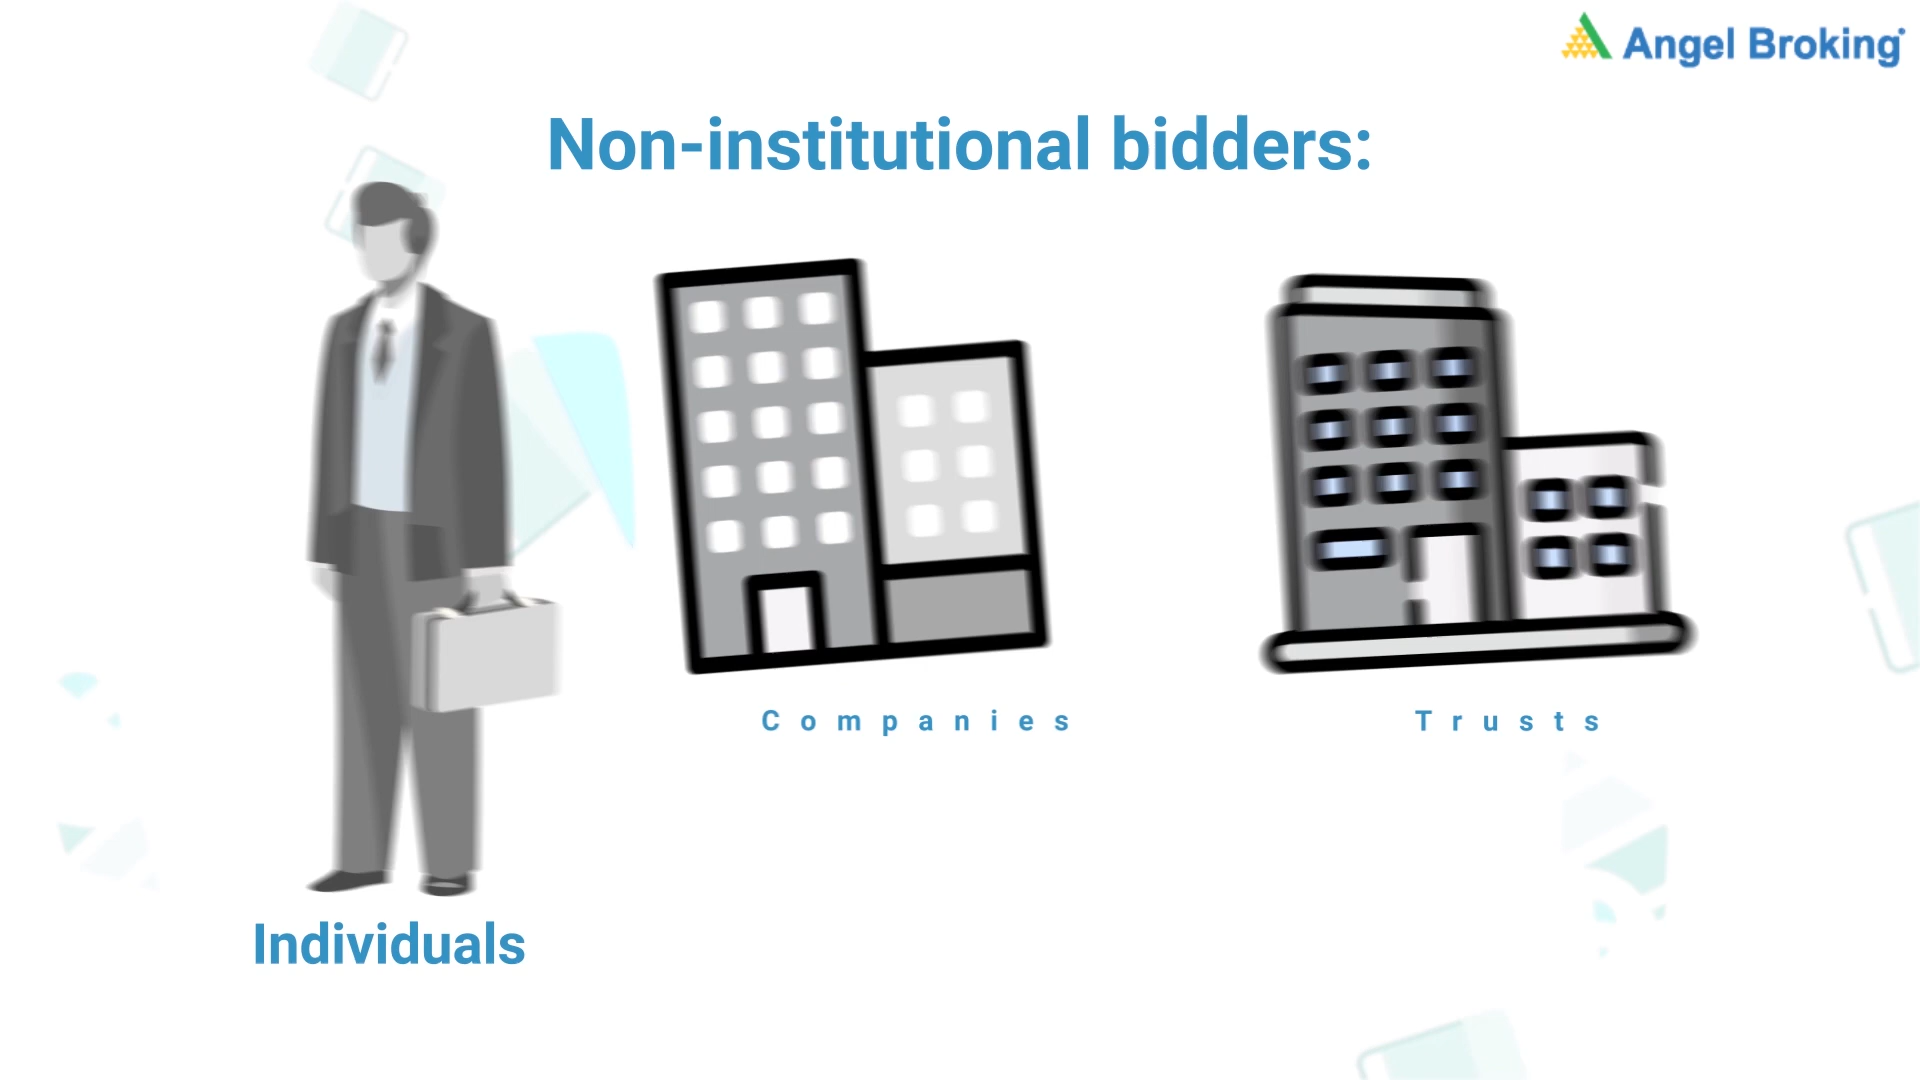 Angel Broking
Non-institutional bidders:
Companies
Trusts
Individuals